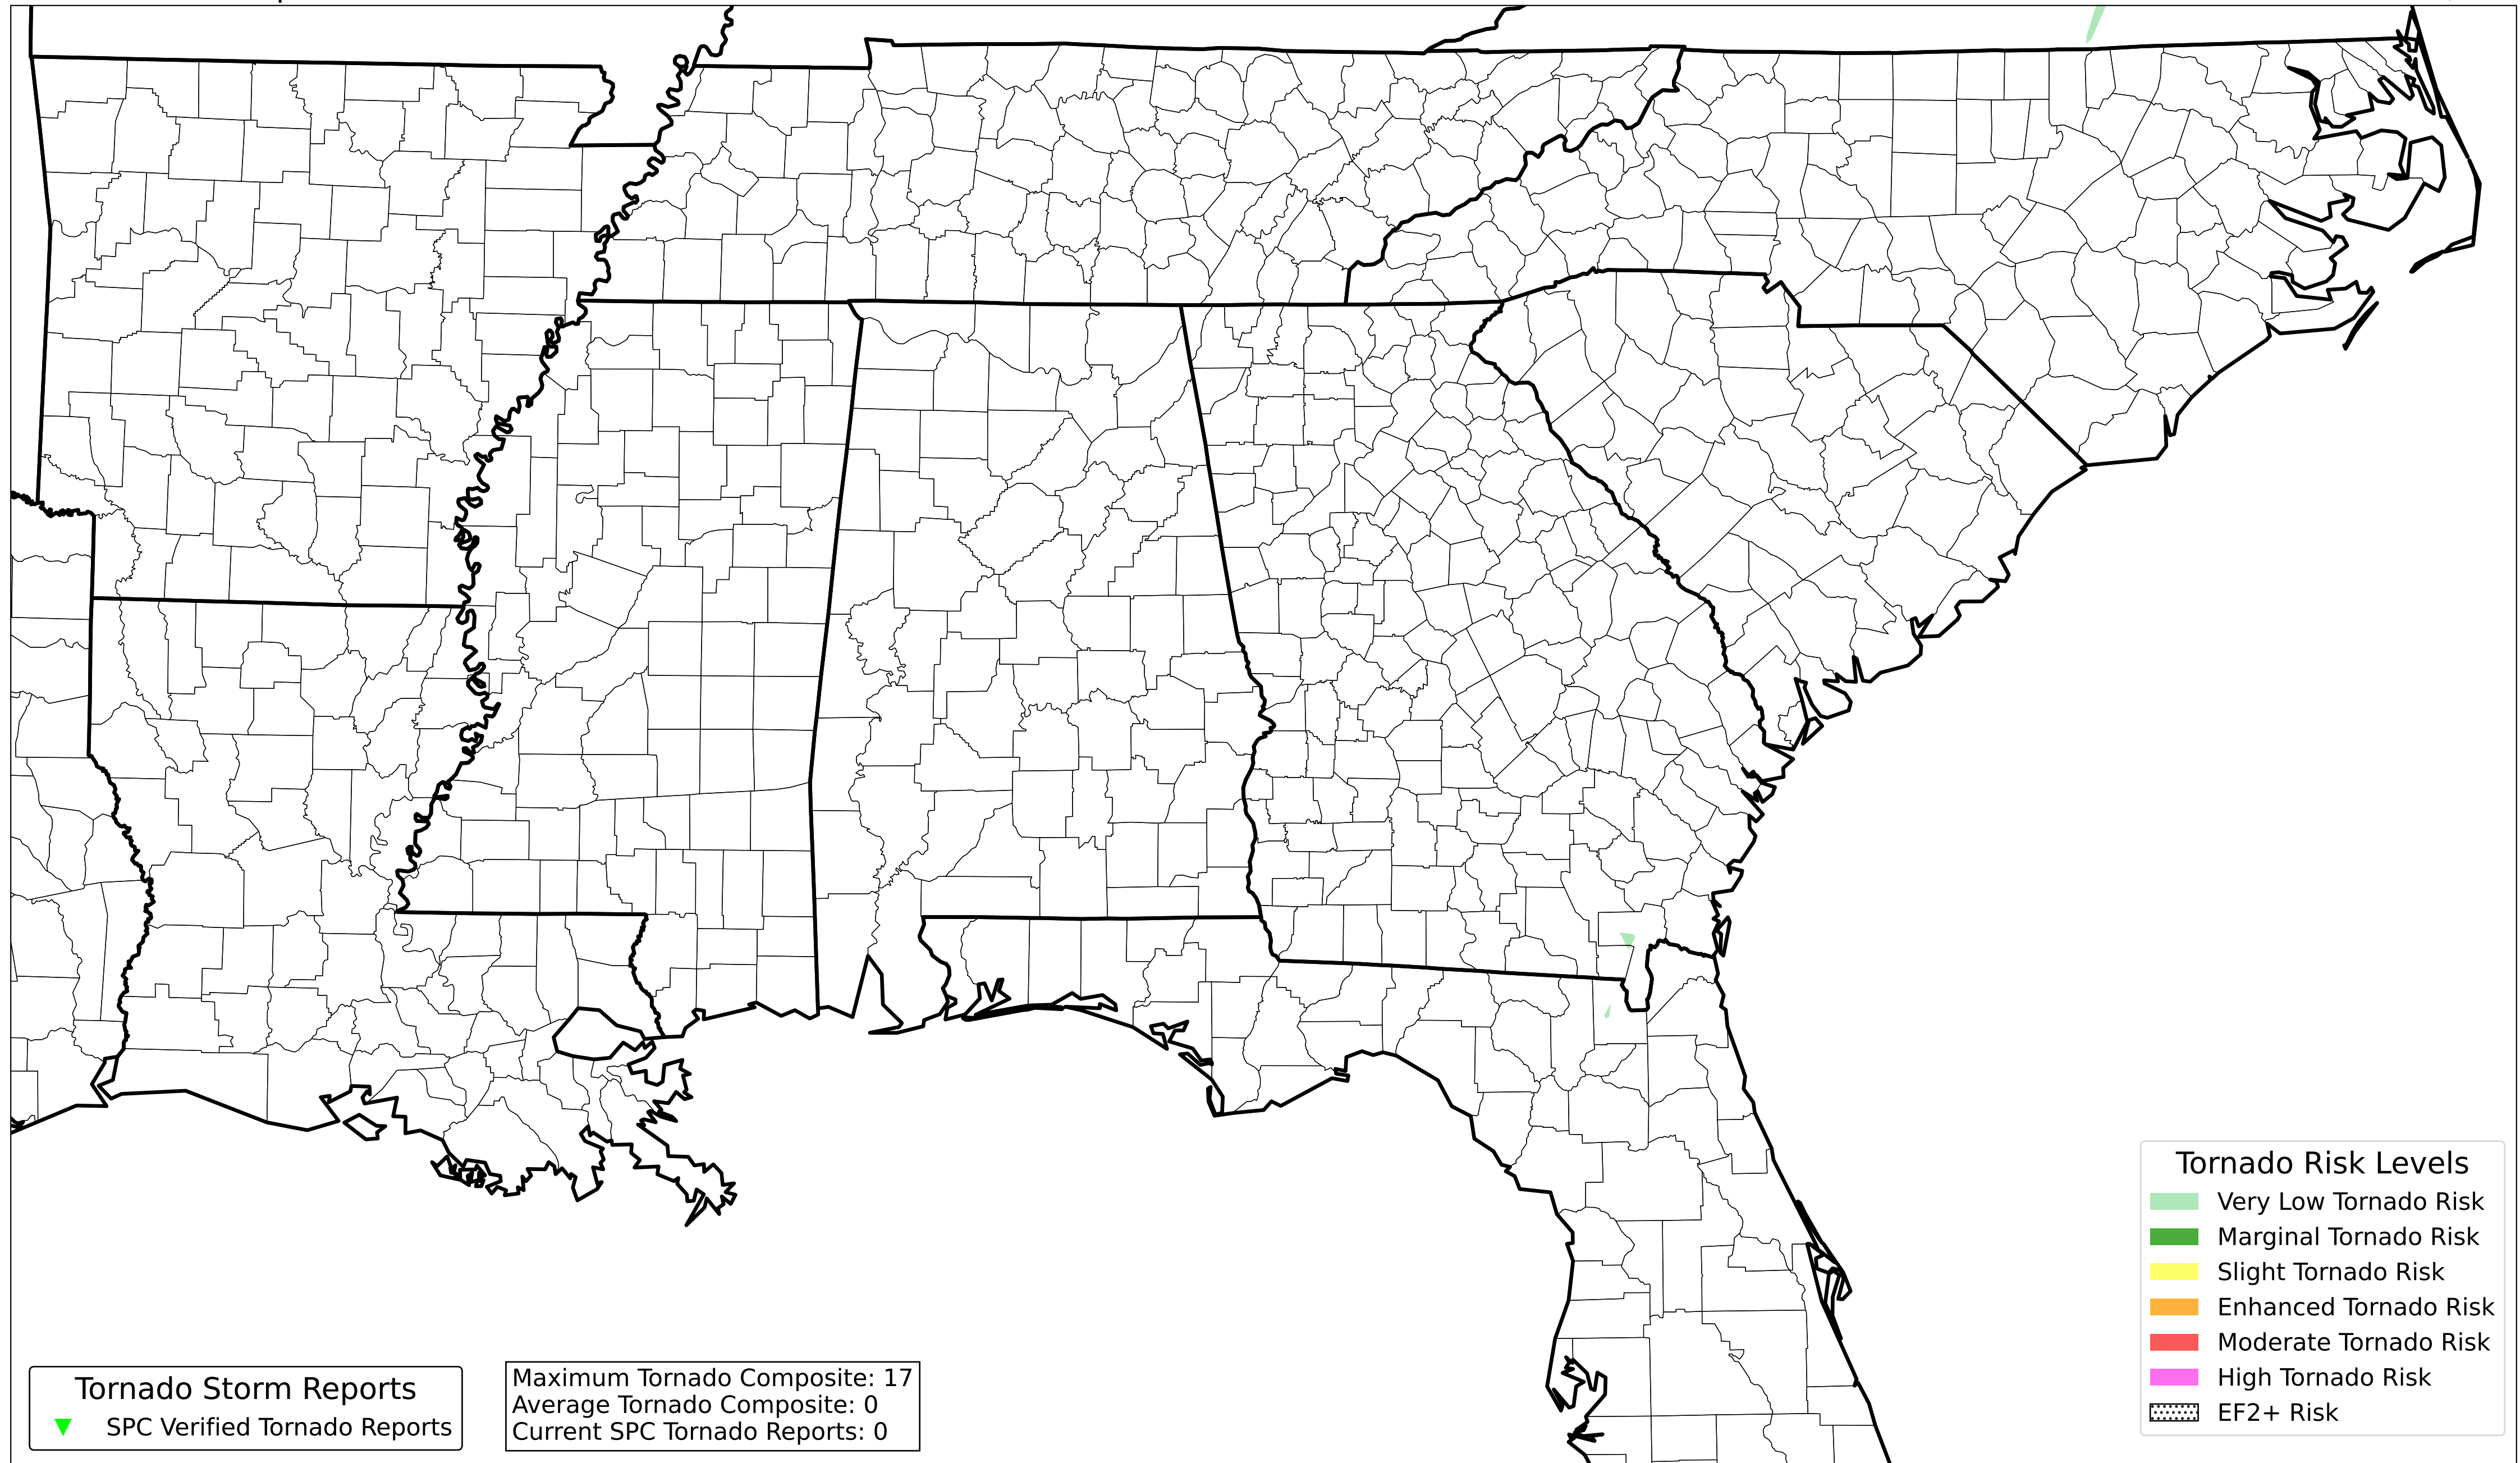 Tornado Risk Levels
Very Low Tornado Risk
Marginal Tornado Risk
Slight Tornado Risk
Enhanced Tornado Risk
Moderate Tornado Risk
High Tornado Risk
EF2+ Risk
Tornado Storm Reports
SPC Verified Tornado Reports
Maximum Tornado Composite: 17
Average Tornado Composite: 0
Current SPC Tornado Reports: 0